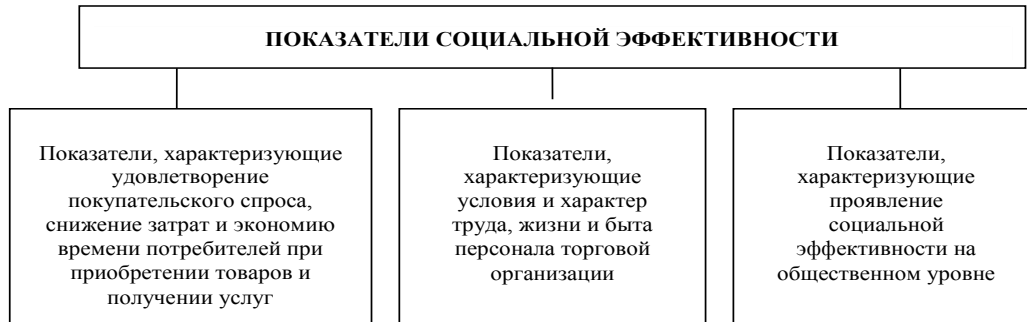 ПОКАЗАТЕЛИ СОЦИАЛЬНОЙ ЭФФЕКТИВНОСТИ
Показатели, характеризующие
удовлетворение
покупательского спроса,
снижение затрат и экономию
времени потребителей при
приобретении товаров и
получении услуг
Показатели,
характеризующие
условия и характер
труда, жизни и быта
персонала торговой
организации
Показатели,
характеризующие
проявление
социальной
эффективности на
общественном уровне